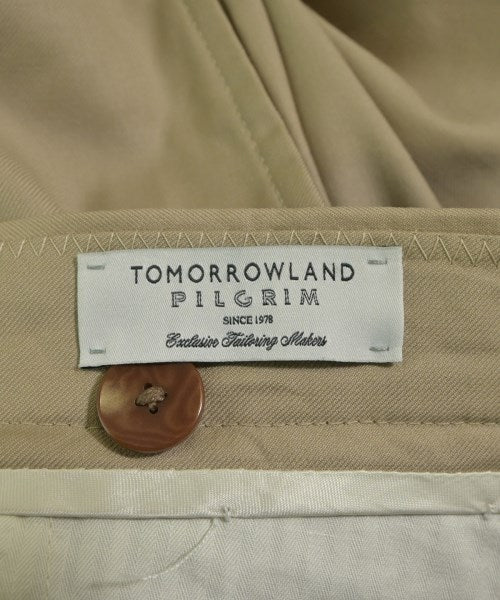 TOMORROWLAND
PILGRIM
SINCE 1978
Exclusive Tailoring Makers